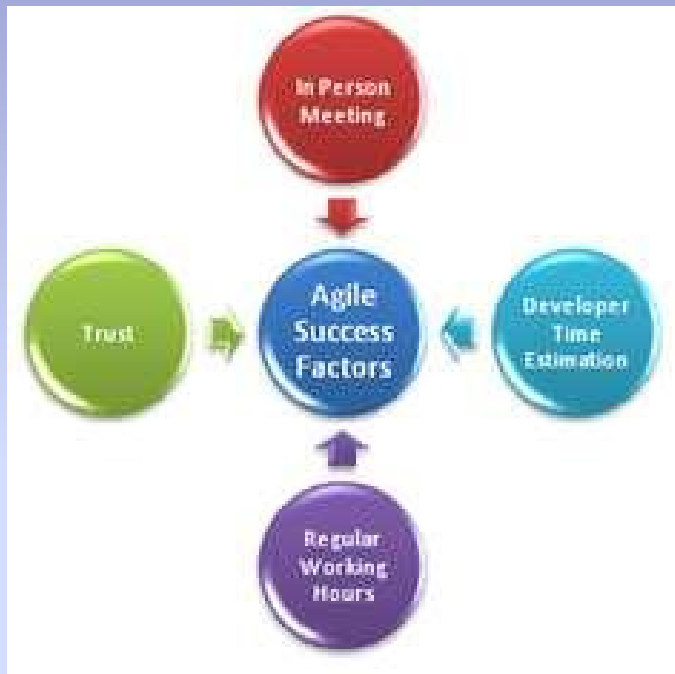 In Person
Meeting
Trust
Agile
Success
Factors
Developer
Time
Estimation
Regular
Working
Hours